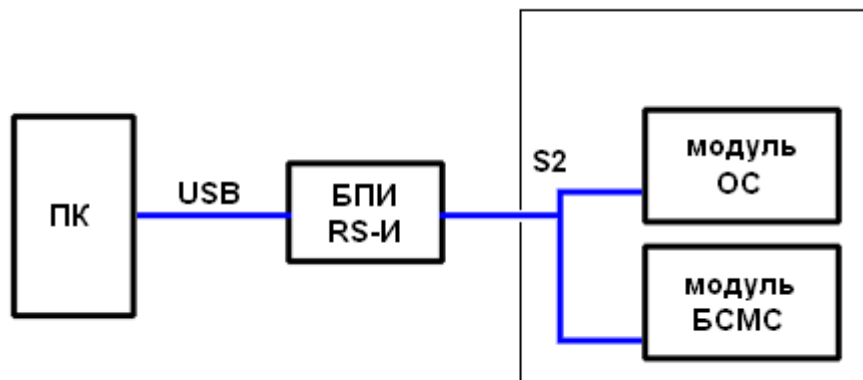 ПК
USB
БПИ
RS-И
S2
модуль
ОС
модуль
БСМС